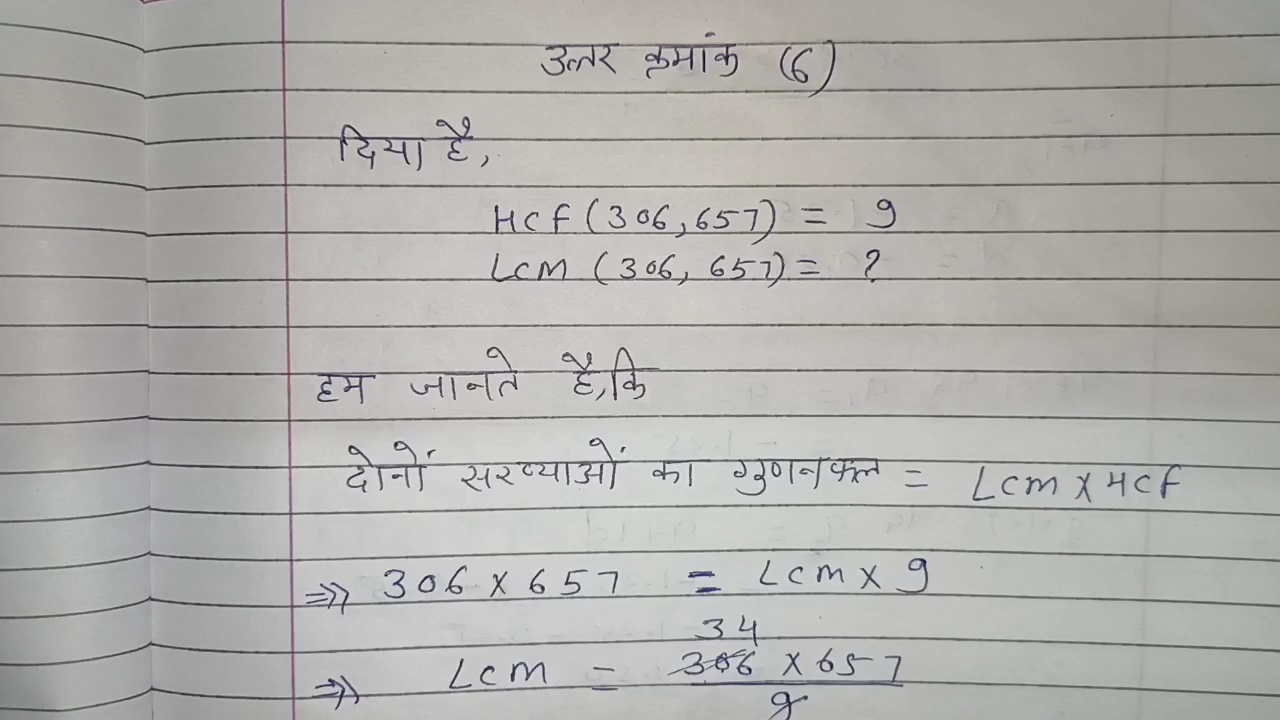 उत्तर क्रमांक (6)
दिया है,
HCF (306, 657) = 9
LCM (306, 657) = ?
हम जानते है, कि
दोनों सख्याओं का गुणनफल = LCM × HCF
⇒ 306 × 657 = LCM × 9
34
⇒ LCM = 306 × 657
9